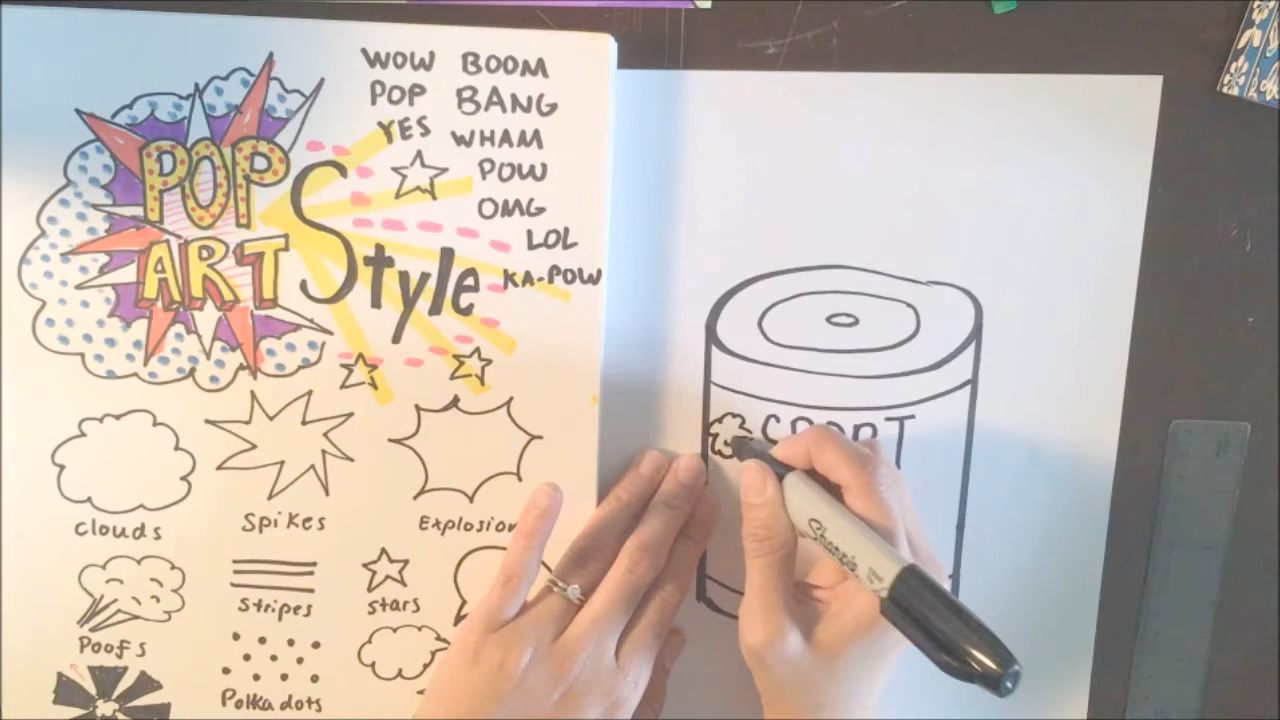 WOW BOOM
POP BANG
YES WHAM
POW
OMG
LOL
KA-POW
POP
ART
Style
Clouds
Spikes
Explosion
Poofs
Stripes
stars
Polka dots
Sharpie